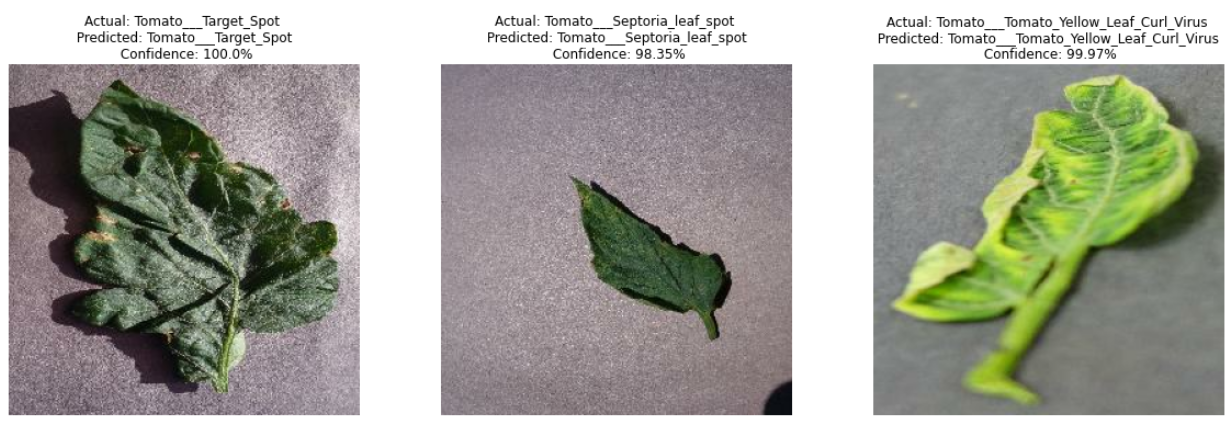 Actual: Tomato___Target_Spot
Predicted: Tomato___Target_Spot
Confidence: 100.0%
Actual: Tomato___Septoria_leaf_spot
Predicted: Tomato___Septoria_leaf_spot
Confidence: 98.35%
Actual: Tomato___Tomato_Yellow_Leaf_Curl_Virus
Predicted: Tomato___Tomato_Yellow_Leaf_Curl_Virus
Confidence: 99.97%